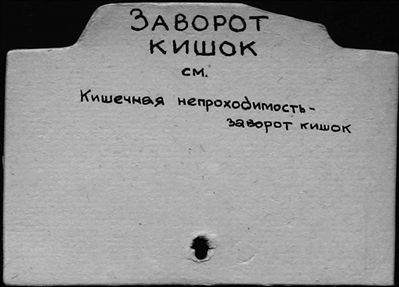 ЗАВОРОТ
КИШОК
см.
Кишечная непроходимость-
заворот кишок